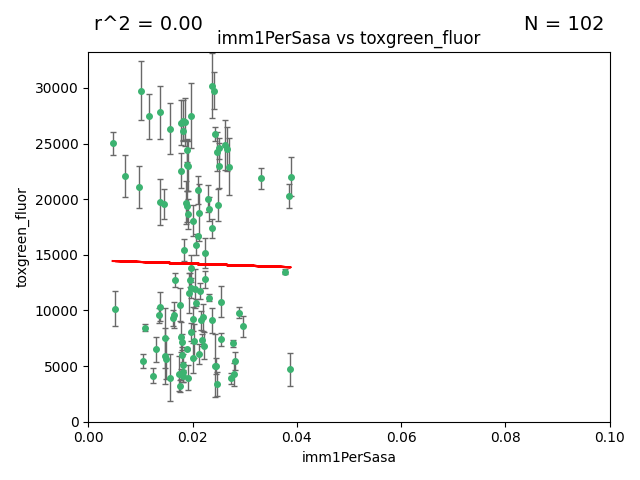 r^2 = 0.00
N = 102
imm1PerSasa vs toxgreen_fluor
toxgreen_fluor
30000
25000
20000
15000
10000
5000
0
0.00
0.02
0.04
0.06
0.08
0.10
imm1PerSasa